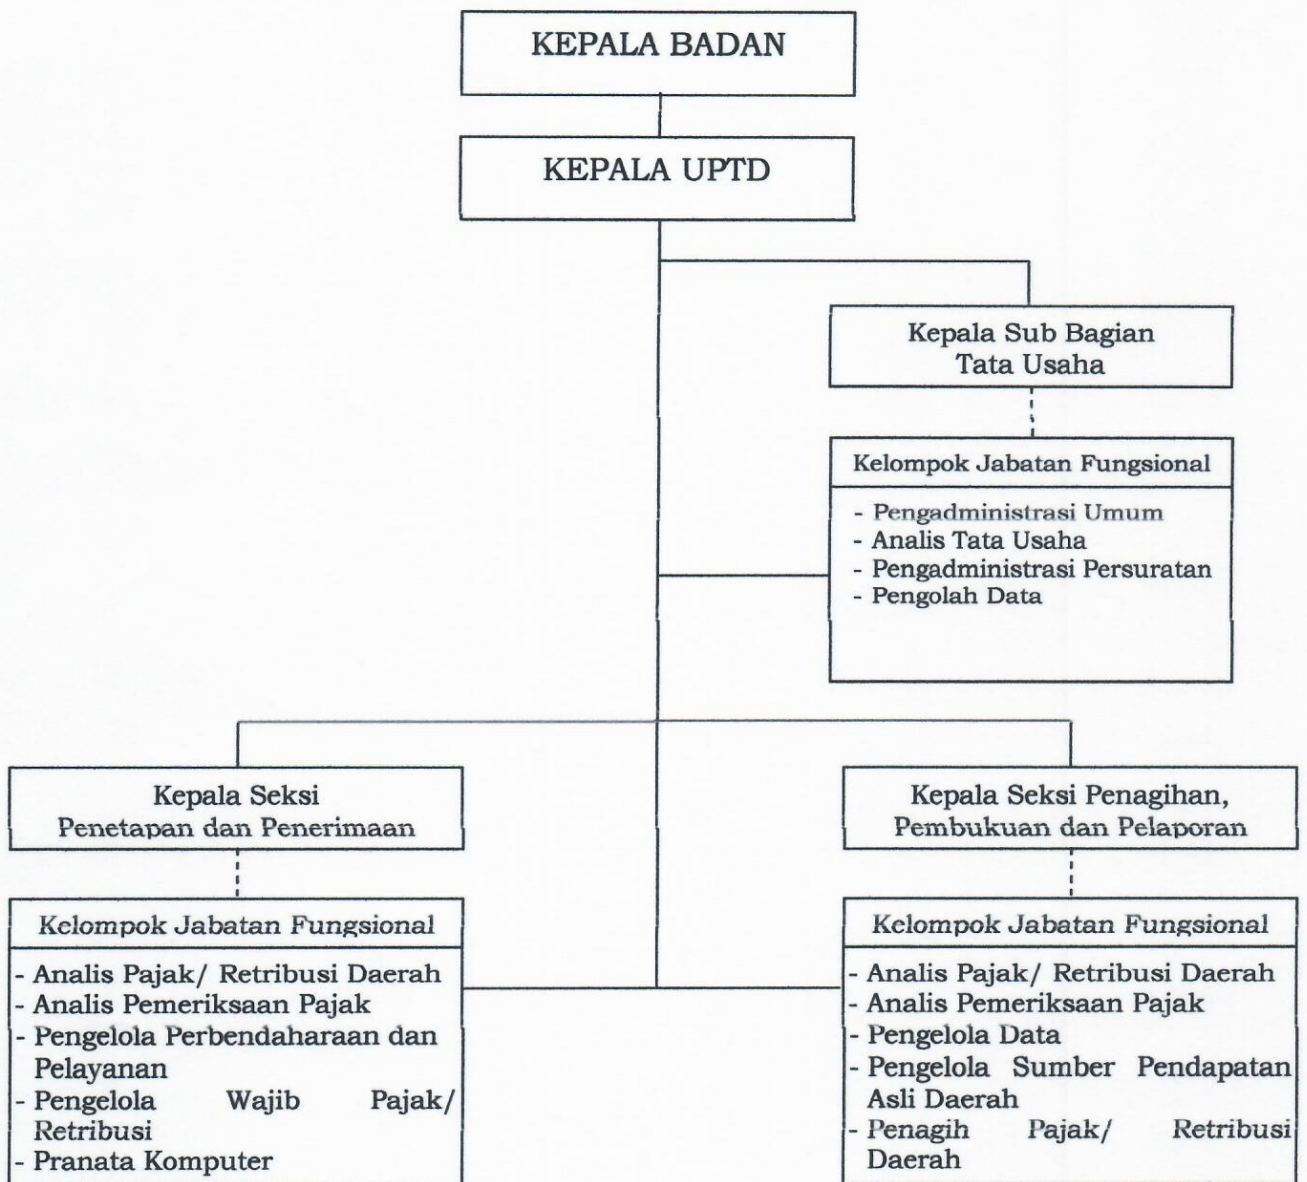 KEPALA BADAN
KEPALA UPTD
Kepala Sub Bagian
Tata Usaha
Kelompok Jabatan Fungsional
- Pengadministrasi Umum
- Analis Tata Usaha
- Pengadministrasi Persuratan
- Pengolah Data
Kepala Seksi
Penetapan dan Penerimaan
Kelompok Jabatan Fungsional
- Analis Pajak/ Retribusi Daerah
- Analis Pemeriksaan Pajak
- Pengelola Perbendaharaan dan
Pelayanan
- Pengelola Wajib Pajak/
Retribusi
- Pranata Komputer
Kepala Seksi Penagihan,
Pembukuan dan Pelaporan
Kelompok Jabatan Fungsional
- Analis Pajak/ Retribusi Daerah
- Analis Pemeriksaan Pajak
- Pengelola Data
- Pengelola Sumber Pendapatan
Asli Daerah
- Penagih Pajak/ Retribusi
Daerah